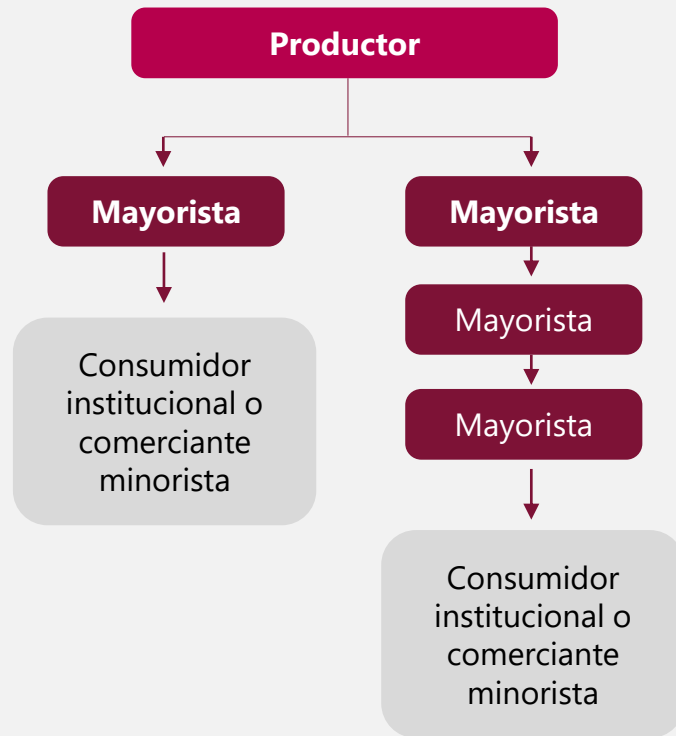 Productor
Mayorista
Consumidor
institucional o
comerciante
minorista
Mayorista
Mayorista
Mayorista
Consumidor
institucional o
comerciante
minorista